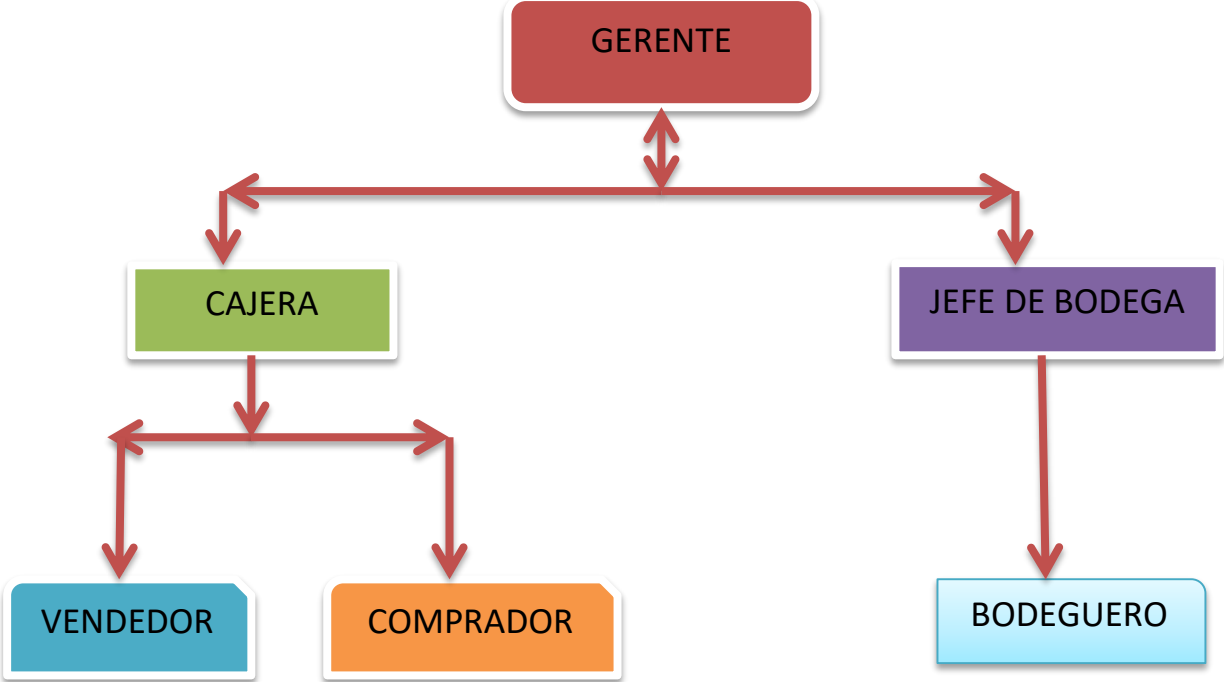 GERENTE
CAJERA
JEFE DE BODEGA
VENDEDOR
COMPRADOR
BODEGUERO